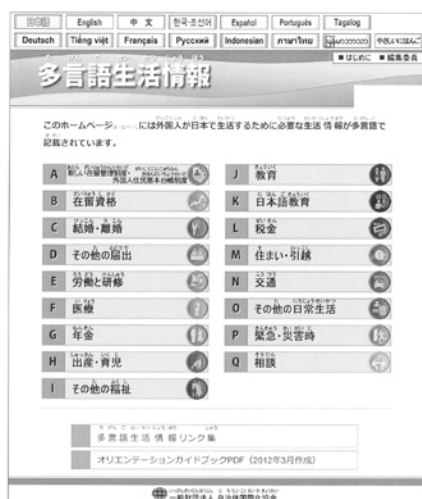 日本語 English 中文 한국·조선어 Español Português Tagalog
Deutsch Tiếng việt Français Русский Indonesian ภาษาไทย やさしいにほんご
■はじめに ■編集委員
多言語生活情報
このホームページには外国人が日本で生活するために必要な生活情報が多言語で
記載されています。
A 新しい在留管理制度・
外国人住民基本台帳制度
B 在留資格
C 結婚・離婚
D その他の届出
E 労働と研修
F 医療
G 年金
H 出産・育児
I その他の福祉
J 教育
K 日本語教育
L 税金
M 住まい・引越
N 交通
O その他の日常生活
P 緊急・災害時
Q 相談
多言語生活情報リンク集
オリエンテーションガイドブックPDF（2012年3月作成）
一般財団法人 自治体国際化協会